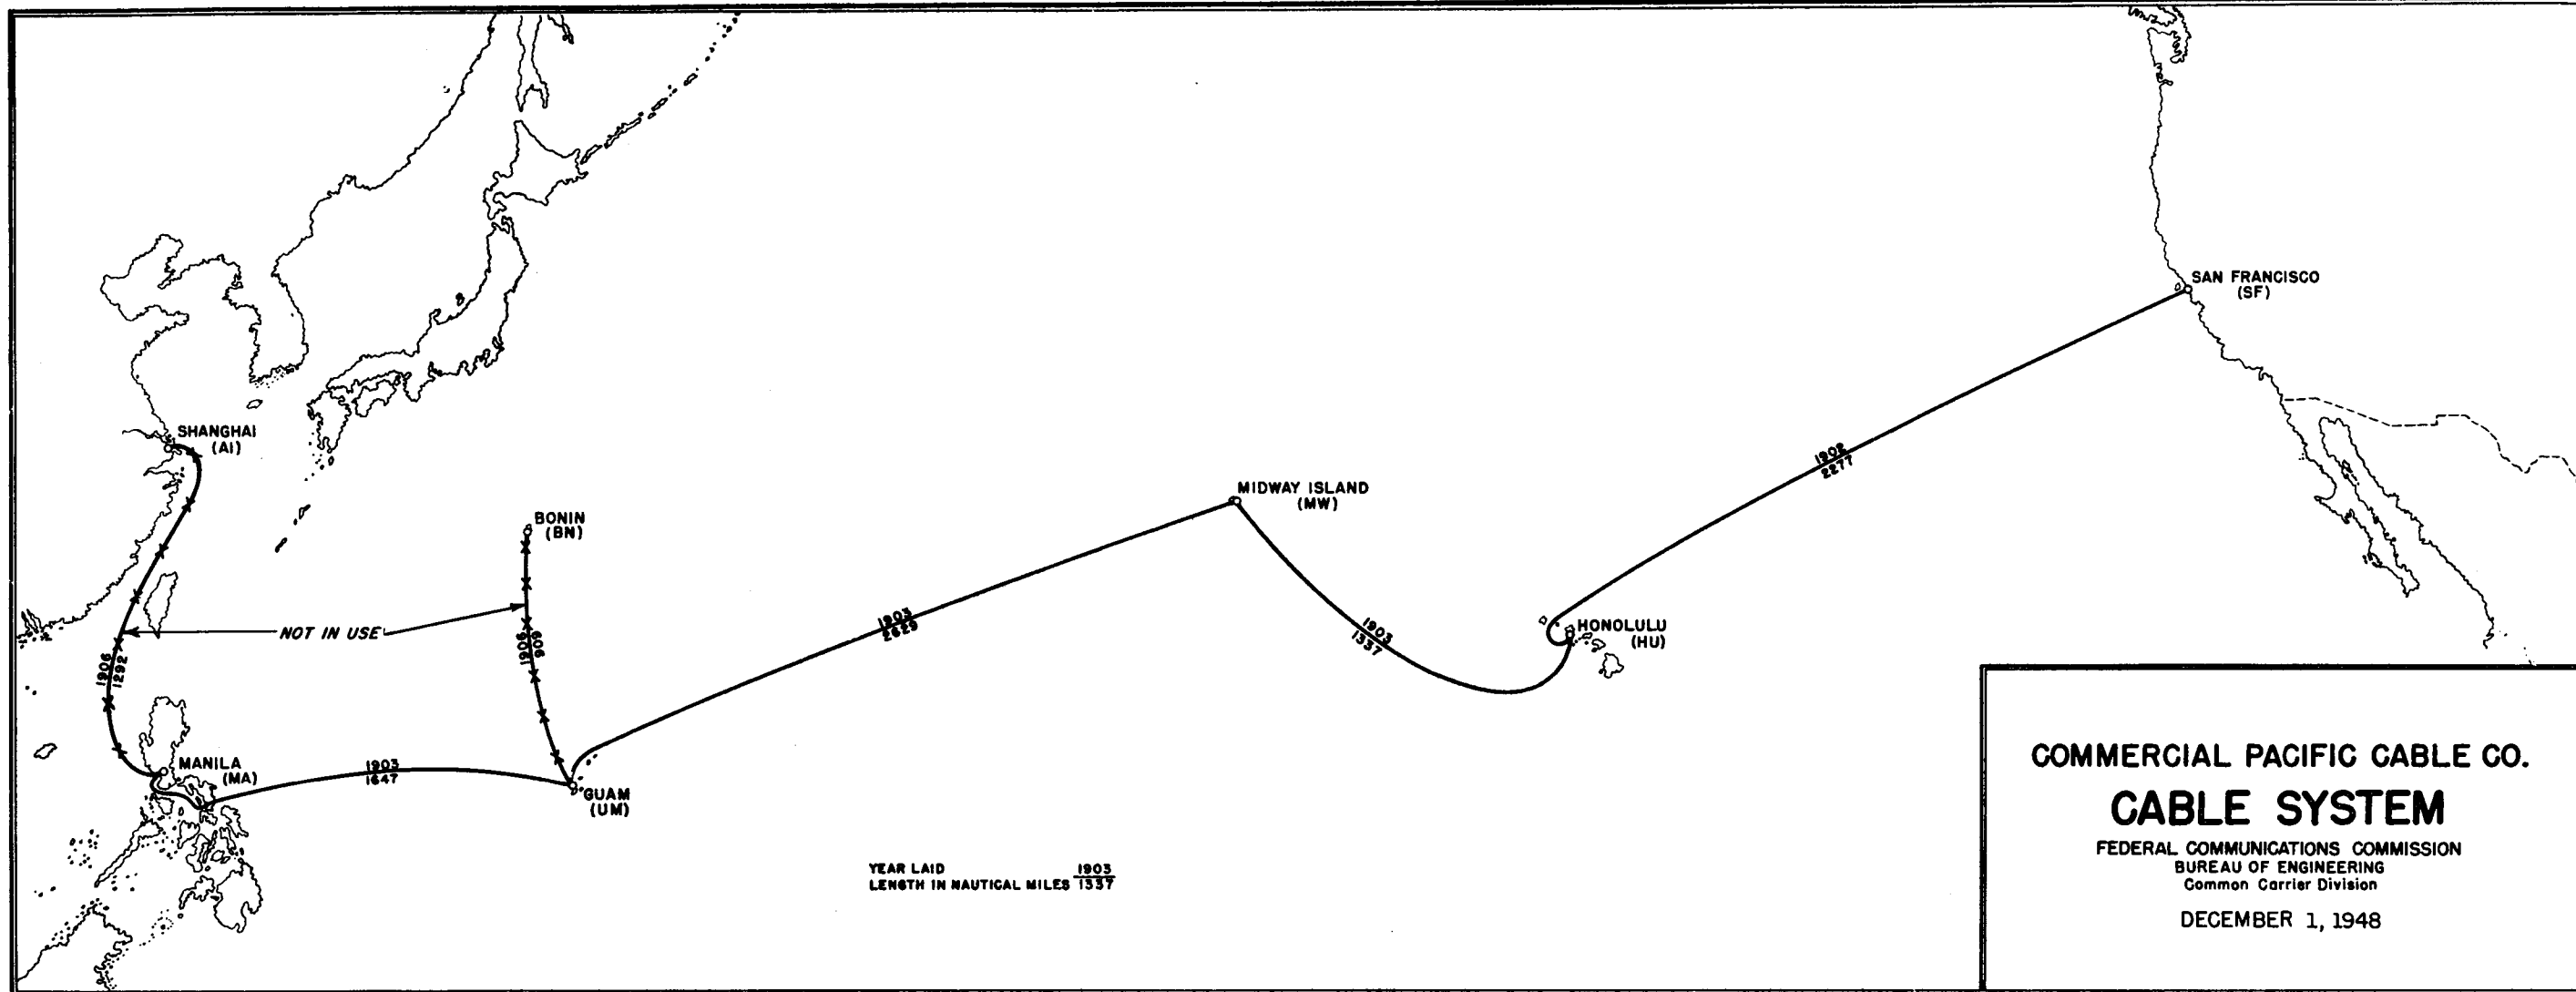 SAN FRANCISCO
(SF)
SHANGHAI
(AI)
1902
2277
MIDWAY ISLAND
(MW)
BONIN
(BN)
1903
2629
1903
1337
HONOLULU
(HU)
NOT IN USE
1906
1292
1906
909
MANILA
(MA)
1903
1647
GUAM
(UM)
YEAR LAID 1903
LENGTH IN NAUTICAL MILES 1337
COMMERCIAL PACIFIC CABLE CO.
CABLE SYSTEM
FEDERAL COMMUNICATIONS COMMISSION
BUREAU OF ENGINEERING
Common Carrier Division
DECEMBER 1, 1948